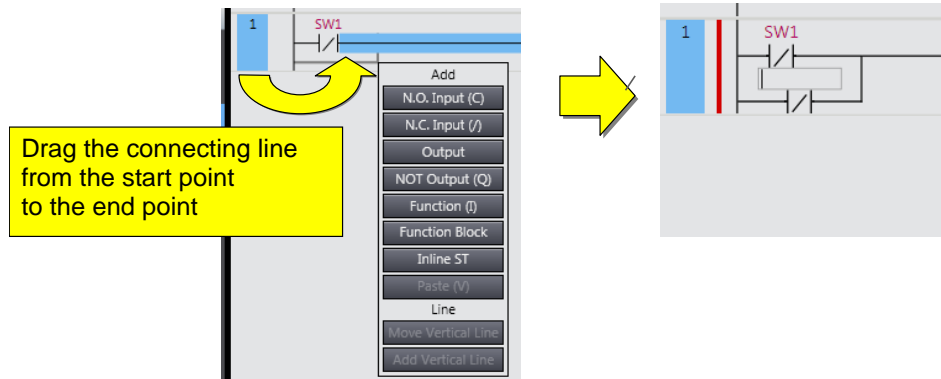 1
SW1
Add
N.O. Input (C)
N.C. Input (/)
Output
NOT Output (Q)
Function (I)
Function Block
Inline ST
Paste (V)
Line
Move Vertical Line
Add Vertical Line
Drag the connecting line
from the start point
to the end point
1
SW1